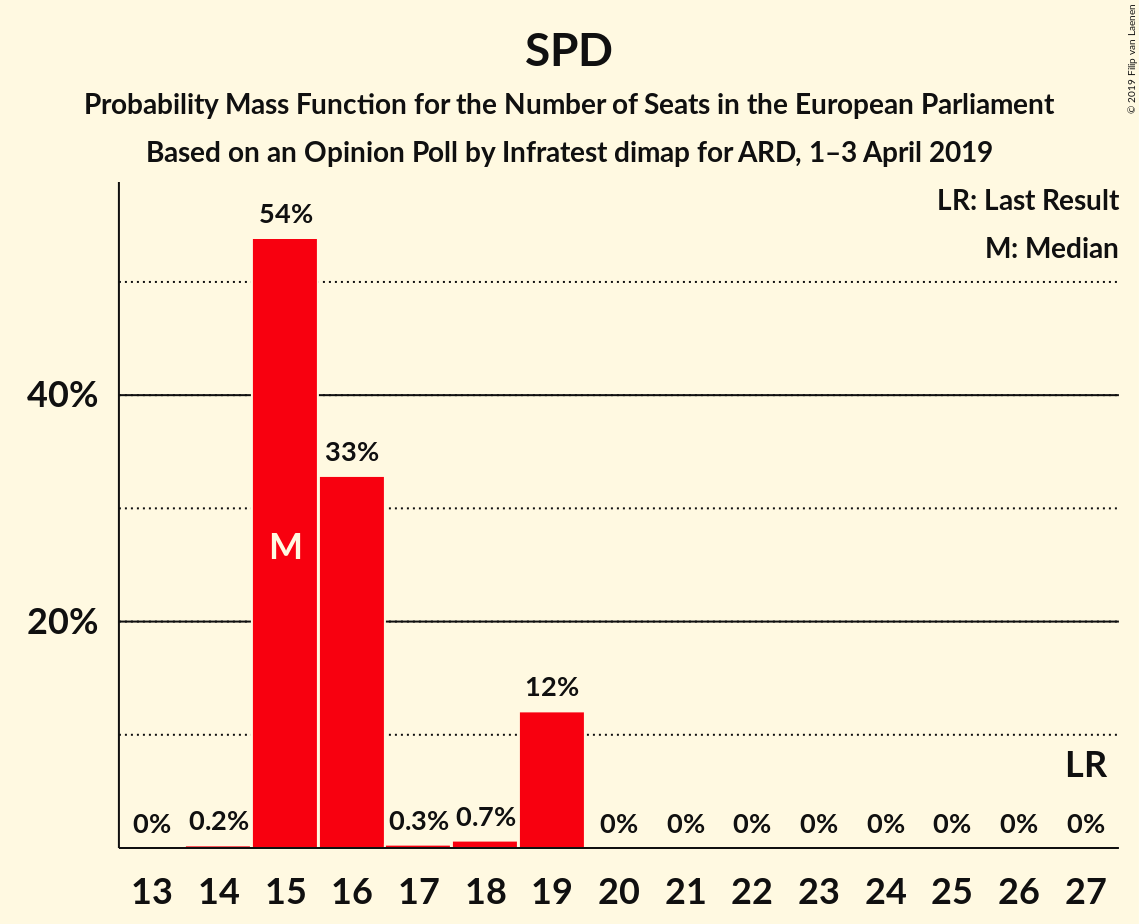 SPD
Probability Mass Function for the Number of Seats in the European Parliament
Based on an Opinion Poll by Infratest dimap for ARD, 1–3 April 2019
© 2019 Filip van Laenen
LR: Last Result
M: Median
54%
40%
33%
M
20%
12%
LR
0% 0.2% 0.3% 0.7% 0% 0% 0% 0% 0% 0% 0% 0%
13 14 15 16 17 18 19 20 21 22 23 24 25 26 27